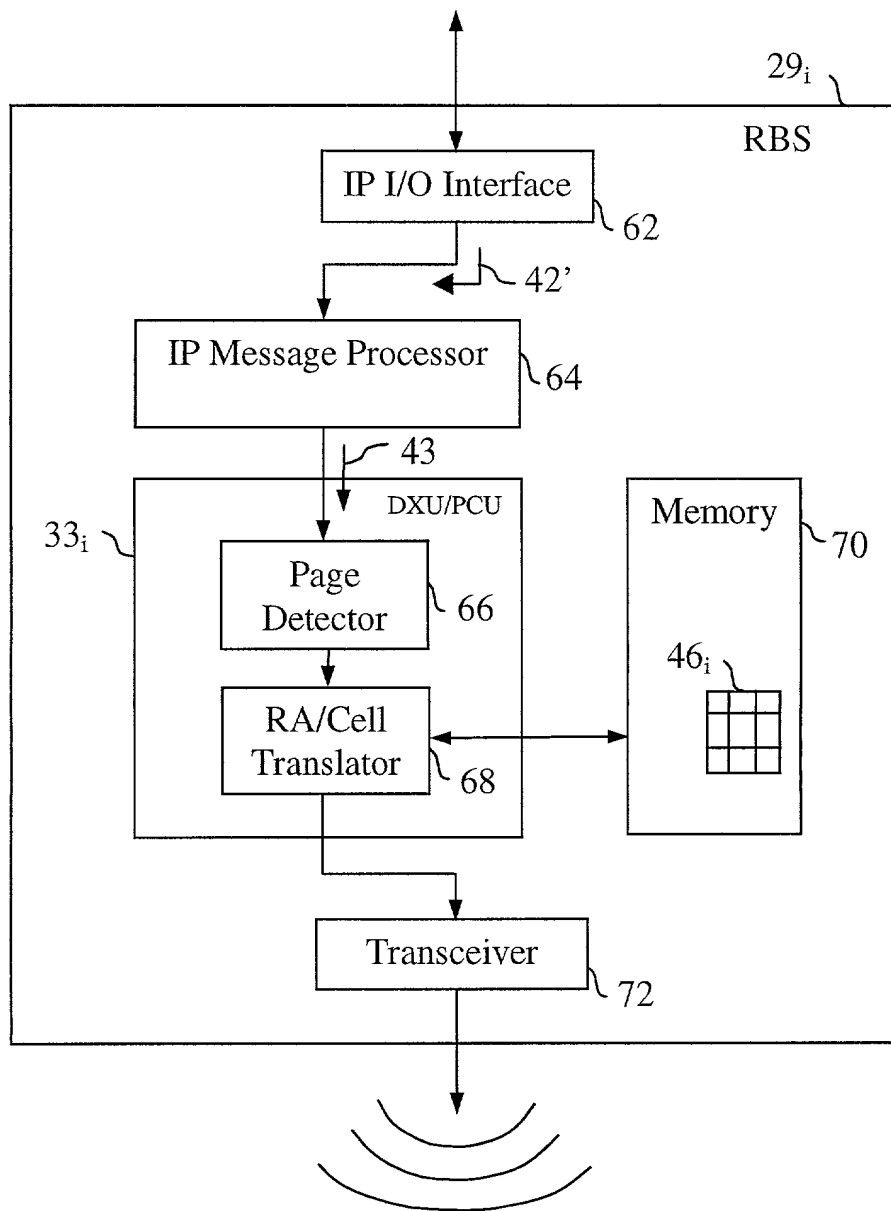 29i
RBS
IP I/O Interface
62
42’
IP Message Processor
64
43
DXU/PCU
33i
Page
Detector
66
RA/Cell
Translator
68
Memory
70
46i
Transceiver
72